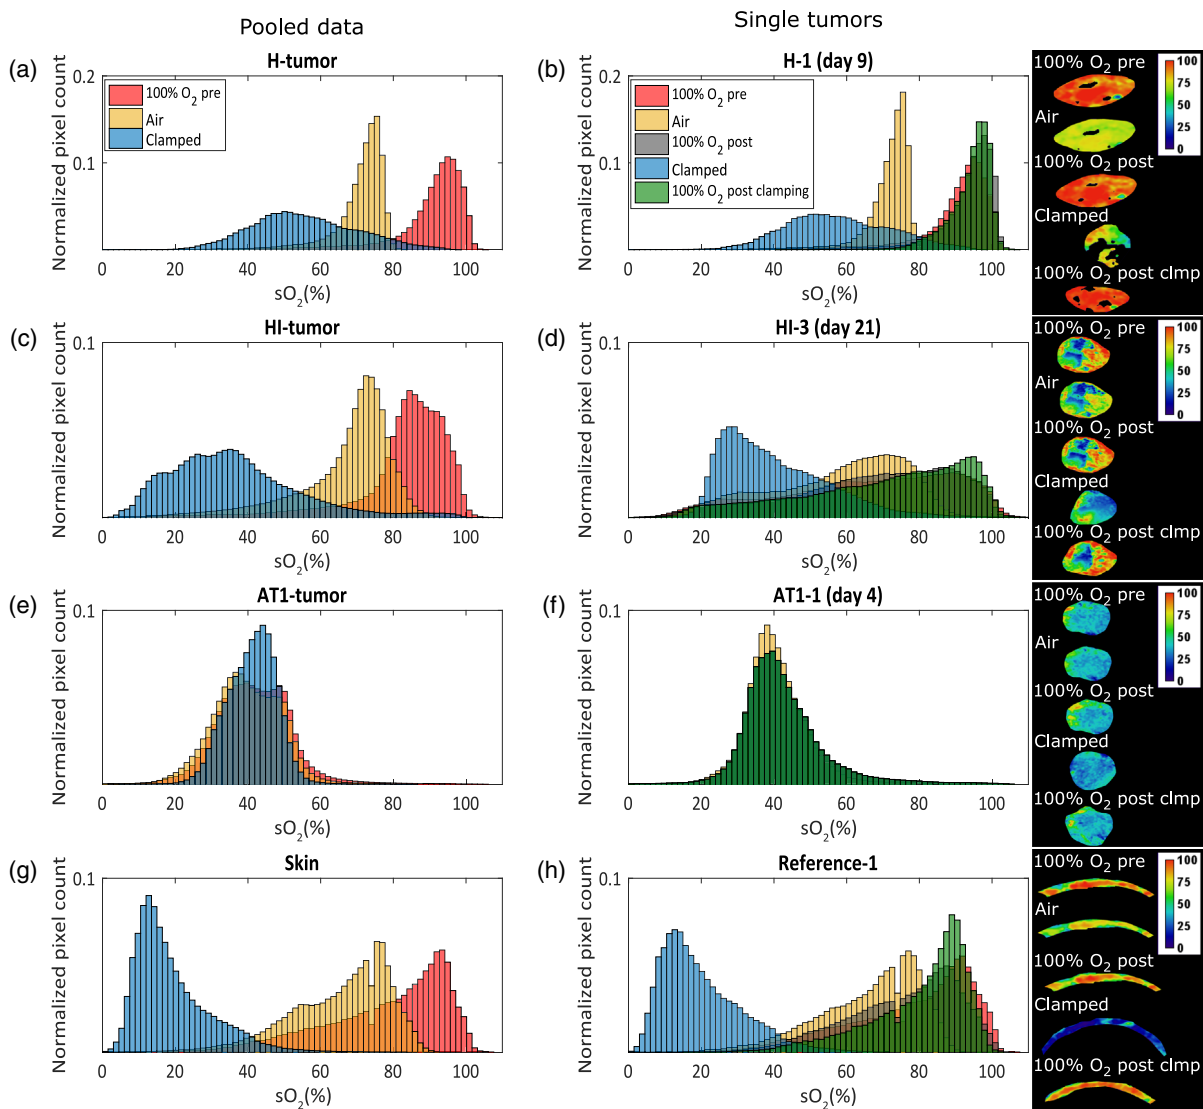 Pooled data
Single tumors
(a)
H-tumor
Normalized pixel count
0.2
0.1
100% O2 pre
Air
Clamped
0 20 40 60 80 100
sO2(%)
(b)
H-1 (day 9)
Normalized pixel count
0.2
0.1
100% O2 pre
Air
100% O2 post
Clamped
100% O2 post clamping
0 20 40 60 80 100
sO2(%)
100% O2 pre
Air
100% O2 post
Clamped
100% O2 post clmp
100
75
50
25
0
(c)
HI-tumor
Normalized pixel count
0.1
0 20 40 60 80 100
sO2(%)
(d)
HI-3 (day 21)
Normalized pixel count
0.1
0 20 40 60 80 100
sO2(%)
100% O2 pre
Air
100% O2 post
Clamped
100% O2 post clmp
100
75
50
25
0
(e)
AT1-tumor
Normalized pixel count
0.1
0 20 40 60 80 100
sO2(%)
(f)
AT1-1 (day 4)
Normalized pixel count
0.1
0 20 40 60 80 100
sO2(%)
100% O2 pre
Air
100% O2 post
Clamped
100% O2 post clmp
100
75
50
25
0
(g)
Skin
Normalized pixel count
0.1
0 20 40 60 80 100
sO2(%)
(h)
Reference-1
Normalized pixel count
0.1
0 20 40 60 80 100
sO2(%)
100% O2 pre
Air
100% O2 post
Clamped
100% O2 post clmp
100
75
50
25
0